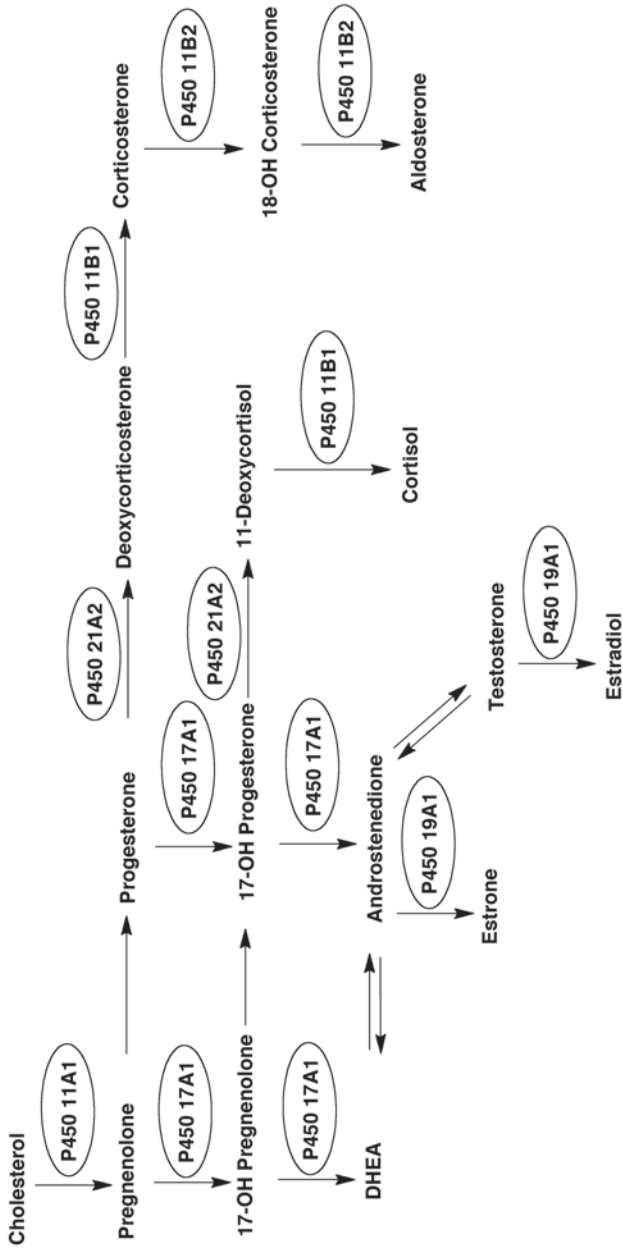 Cholesterol
P450 11A1
Pregnenolone
Progesterone
P450 21A2
Deoxycorticosterone
P450 11B1
Corticosterone
P450 17A1
P450 17A1
P450 11B2
17-OH Pregnenolone
17-OH Progesterone
P450 21A2
11-Deoxycortisol
18-OH Corticosterone
P450 17A1
P450 17A1
P450 11B1
P450 11B2
DHEA
Androstenedione
Cortisol
Aldosterone
P450 19A1
Estrone
Testosterone
P450 19A1
Estradiol